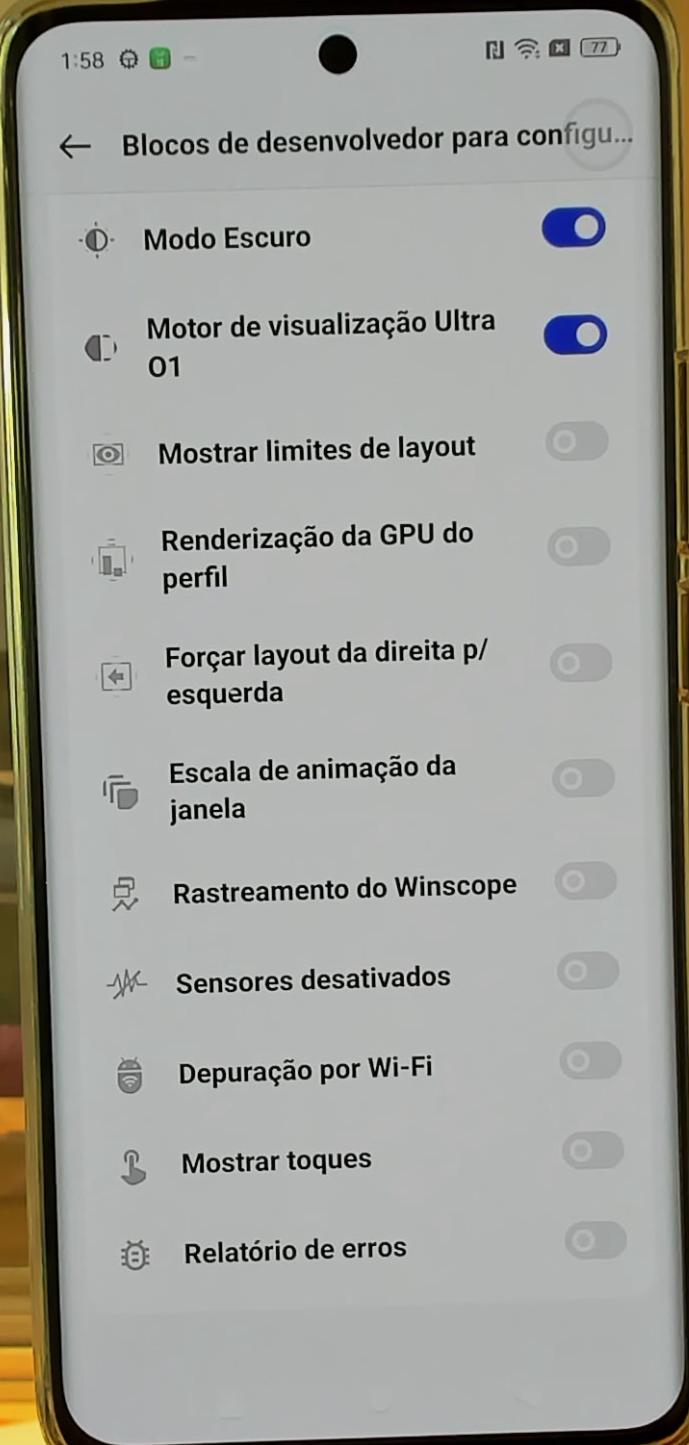 1:58
77
Blocos de desenvolvedor para configu...
Modo Escuro
Motor de visualização Ultra
O1
Mostrar limites de layout
Renderização da GPU do
perfil
Forçar layout da direita p/
esquerda
Escala de animação da
janela
Rastreamento do Winscope
Sensores desativados
Depuração por Wi-Fi
Mostrar toques
Relatório de erros